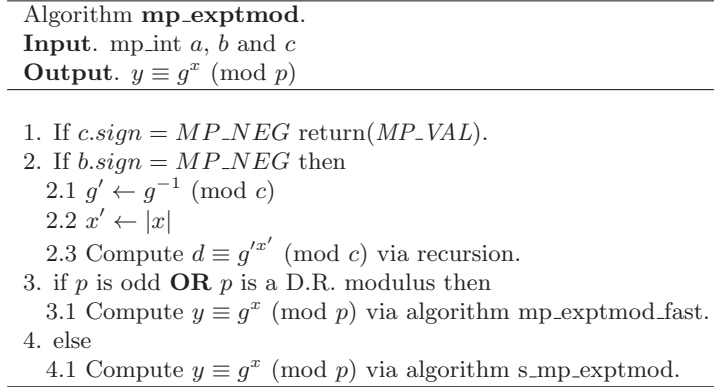 Algorithm mp_exptmod.
Input. mp_int a, b and c
Output. y ≡ g^x (mod p)
1. If c.sign = MP_NEG return(MP_VAL).
2. If b.sign = MP_NEG then
2.1 g′ ← g^{−1} (mod c)
2.2 x′ ← |x|
2.3 Compute d ≡ g′^{x′} (mod c) via recursion.
3. if p is odd OR p is a D.R. modulus then
3.1 Compute y ≡ g^x (mod p) via algorithm mp_exptmod_fast.
4. else
4.1 Compute y ≡ g^x (mod p) via algorithm s_mp_exptmod.